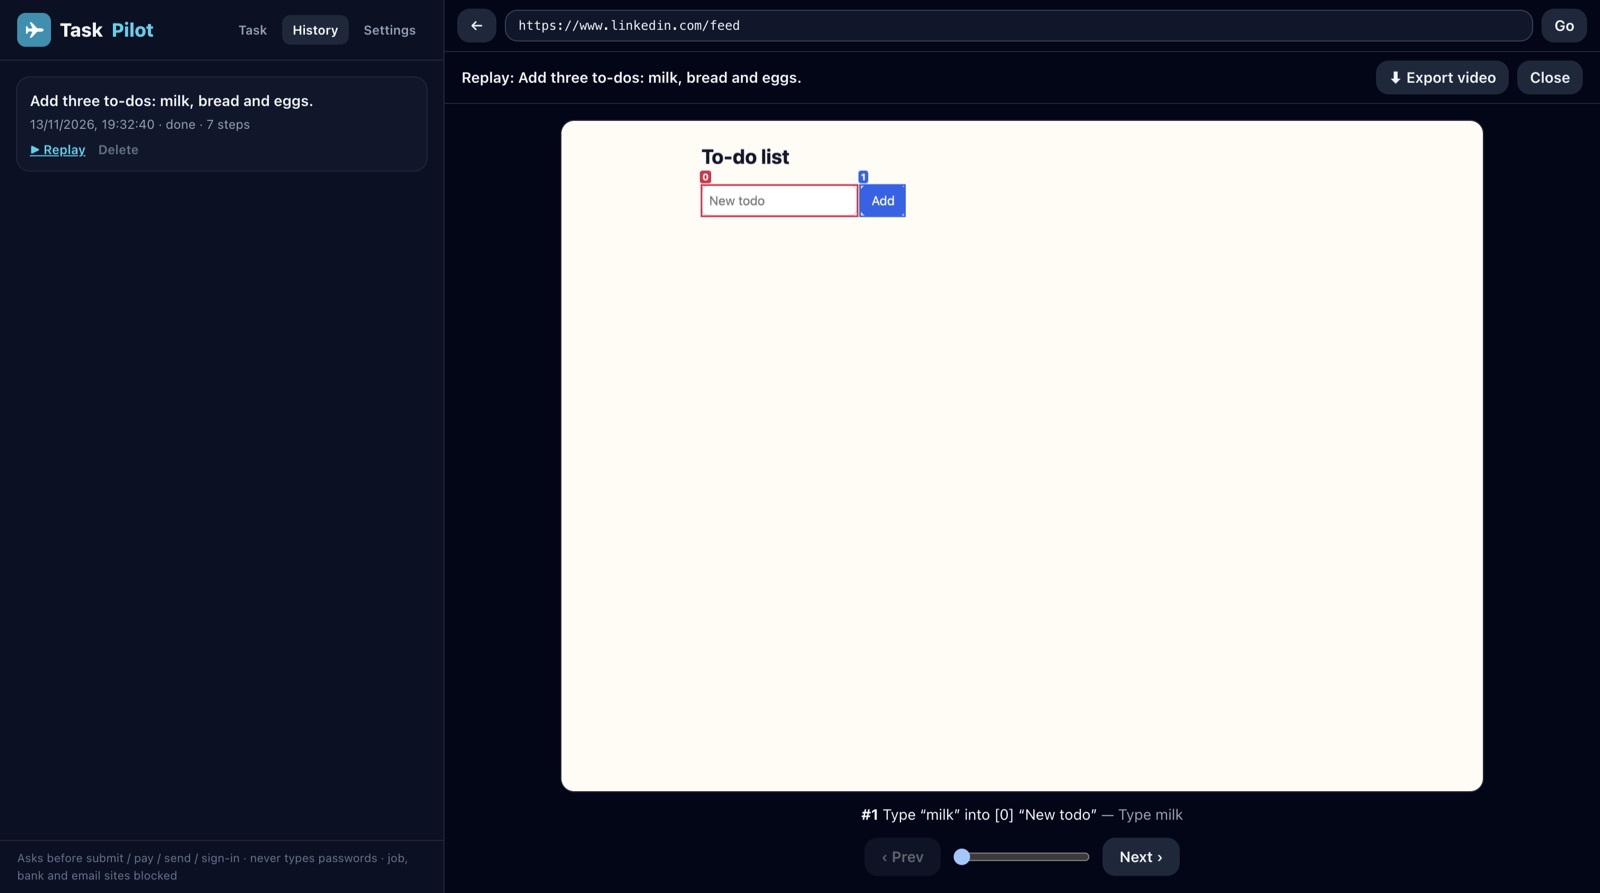 Task Pilot
Task
History
Settings
Add three to-dos: milk, bread and eggs.
13/11/2026, 19:32:40 · done · 7 steps
▶ Replay
Delete
Asks before submit / pay / send / sign-in · never types passwords · job,
bank and email sites blocked
←
https://www.linkedin.com/feed
Go
Replay: Add three to-dos: milk, bread and eggs.
⬇ Export video
Close
To-do list
0
1
New todo
Add
#1 Type “milk” into [0] “New todo” — Type milk
‹ Prev
Next ›